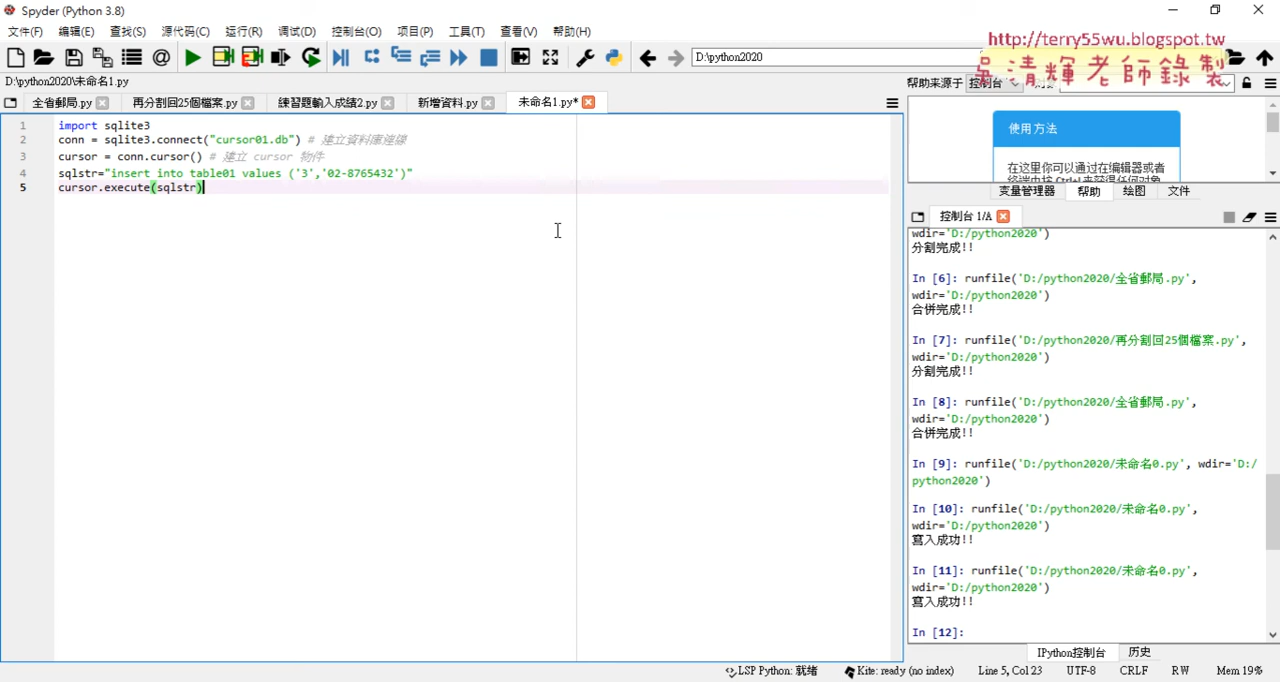 Spyder (Python 3.8)
文件(F) 编辑(E) 查找(S) 源代码(C) 运行(R) 调试(D) 控制台(O) 项目(P) 工具(T) 查看(V) 帮助(H)
http://terry55wu.blogspot.tw
吳清輝老師錄製
D:\python2020
D:\python2020\未命名1.py
帮助来源于 控制台
全省郵局.py 再分割回25個檔案.py 練習題輸入成績2.py 新增資料.py 未命名1.py*
1 import sqlite3
2 conn = sqlite3.connect("cursor01.db") # 建立資料庫連線
3 cursor = conn.cursor() # 建立 cursor 物件
4 sqlstr="insert into table01 values ('3','02-8765432')"
5 cursor.execute(sqlstr)
使用方法
在这里你可以通过在编辑器或者
终端中按 Ctrl+I 来获得任何对象
变量管理器 帮助 绘图 文件
控制台 1/A
wdir='D:/python2020')
分割完成!!
In [6]: runfile('D:/python2020/全省郵局.py',
wdir='D:/python2020')
合併完成!!
In [7]: runfile('D:/python2020/再分割回25個檔案.py',
wdir='D:/python2020')
分割完成!!
In [8]: runfile('D:/python2020/全省郵局.py',
wdir='D:/python2020')
合併完成!!
In [9]: runfile('D:/python2020/未命名0.py', wdir='D:/
python2020')
In [10]: runfile('D:/python2020/未命名0.py',
wdir='D:/python2020')
寫入成功!!
In [11]: runfile('D:/python2020/未命名0.py',
wdir='D:/python2020')
寫入成功!!
In [12]:
IPython控制台 历史
LSP Python: 就绪 Kite: ready (no index) Line 5, Col 23 UTF-8 CRLF RW Mem 19%